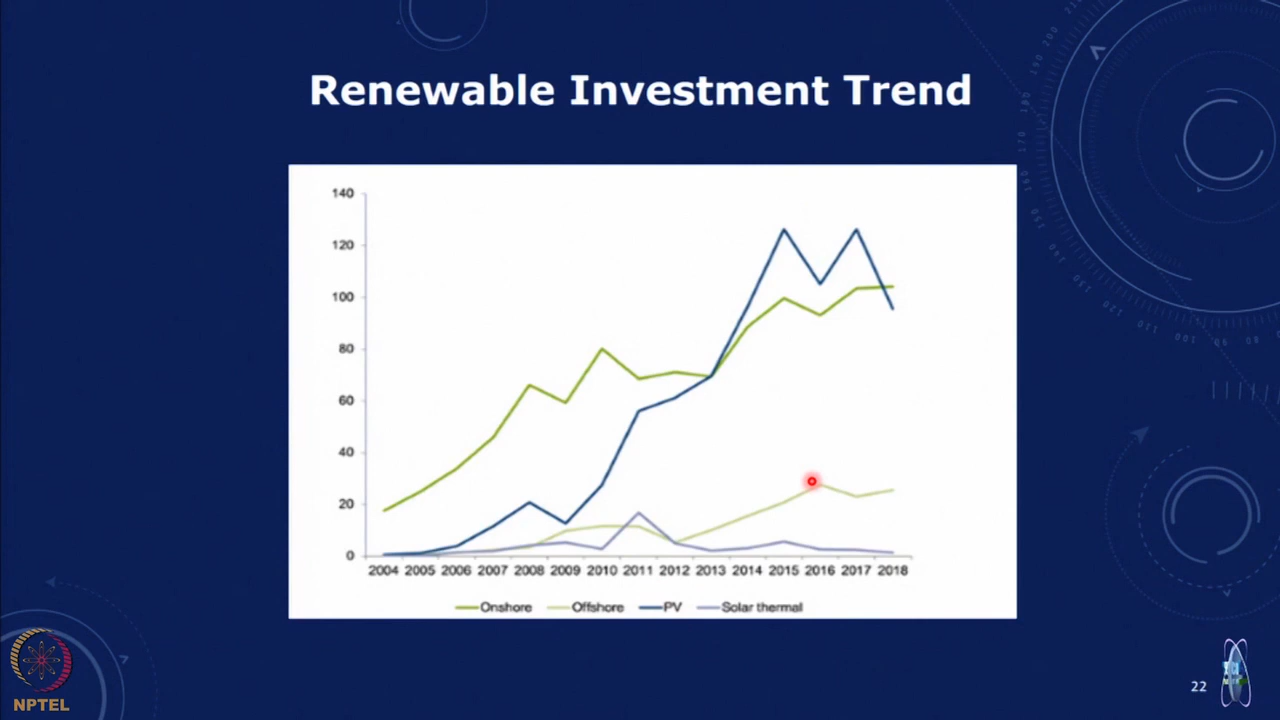 Renewable Investment Trend
140
120
100
80
60
40
20
0
2004 2005 2006 2007 2008 2009 2010 2011 2012 2013 2014 2015 2016 2017 2018
Onshore Offshore PV Solar thermal
NPTEL
22